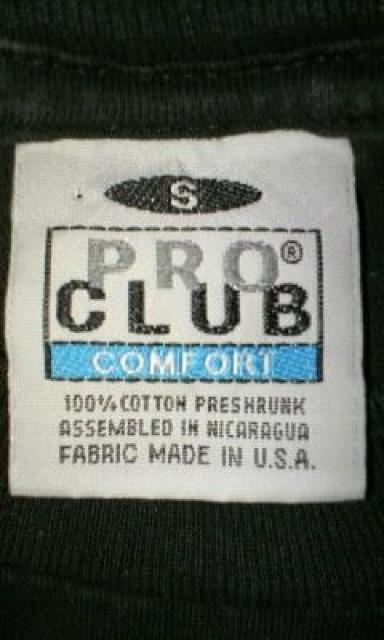 S
PRO®
CLUB
COMFORT
100% COTTON PRESHRUNK
ASSEMBLED IN NICARAGUA
FABRIC MADE IN U.S.A.